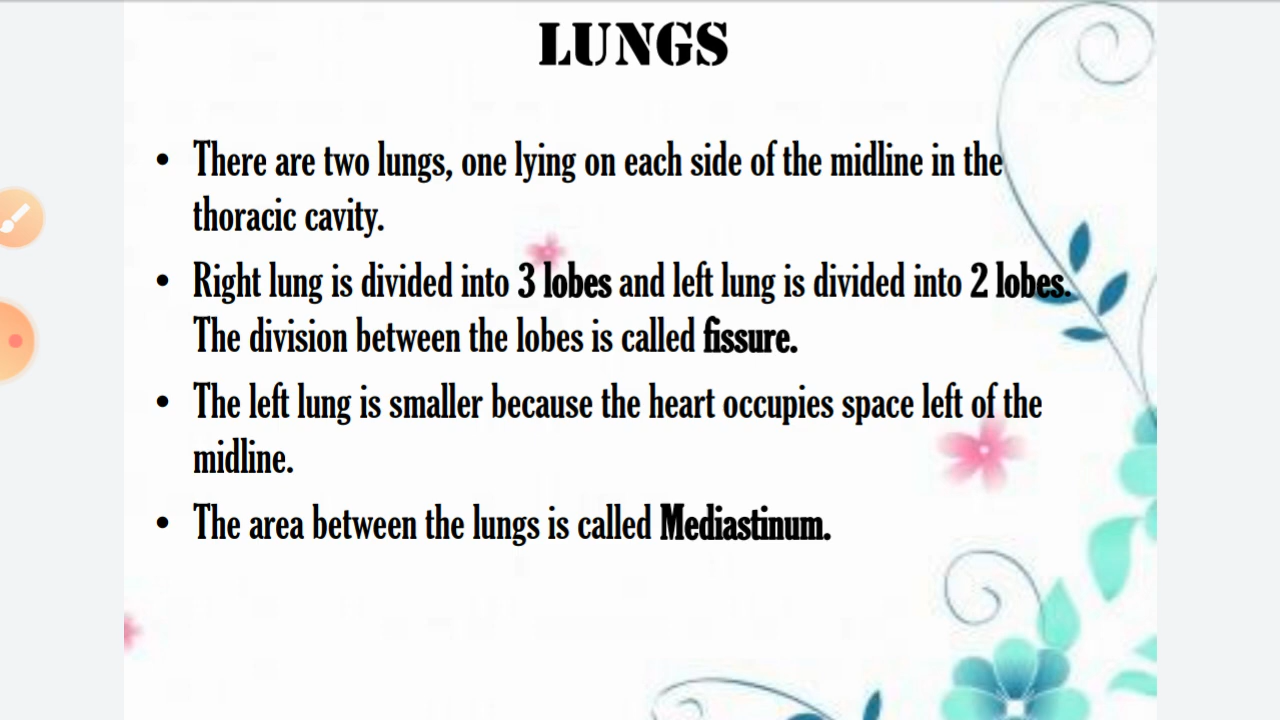 LUNGS
• There are two lungs, one lying on each side of the midline in the
thoracic cavity.
• Right lung is divided into 3 lobes and left lung is divided into 2 lobes.
The division between the lobes is called fissure.
• The left lung is smaller because the heart occupies space left of the
midline.
• The area between the lungs is called Mediastinum.